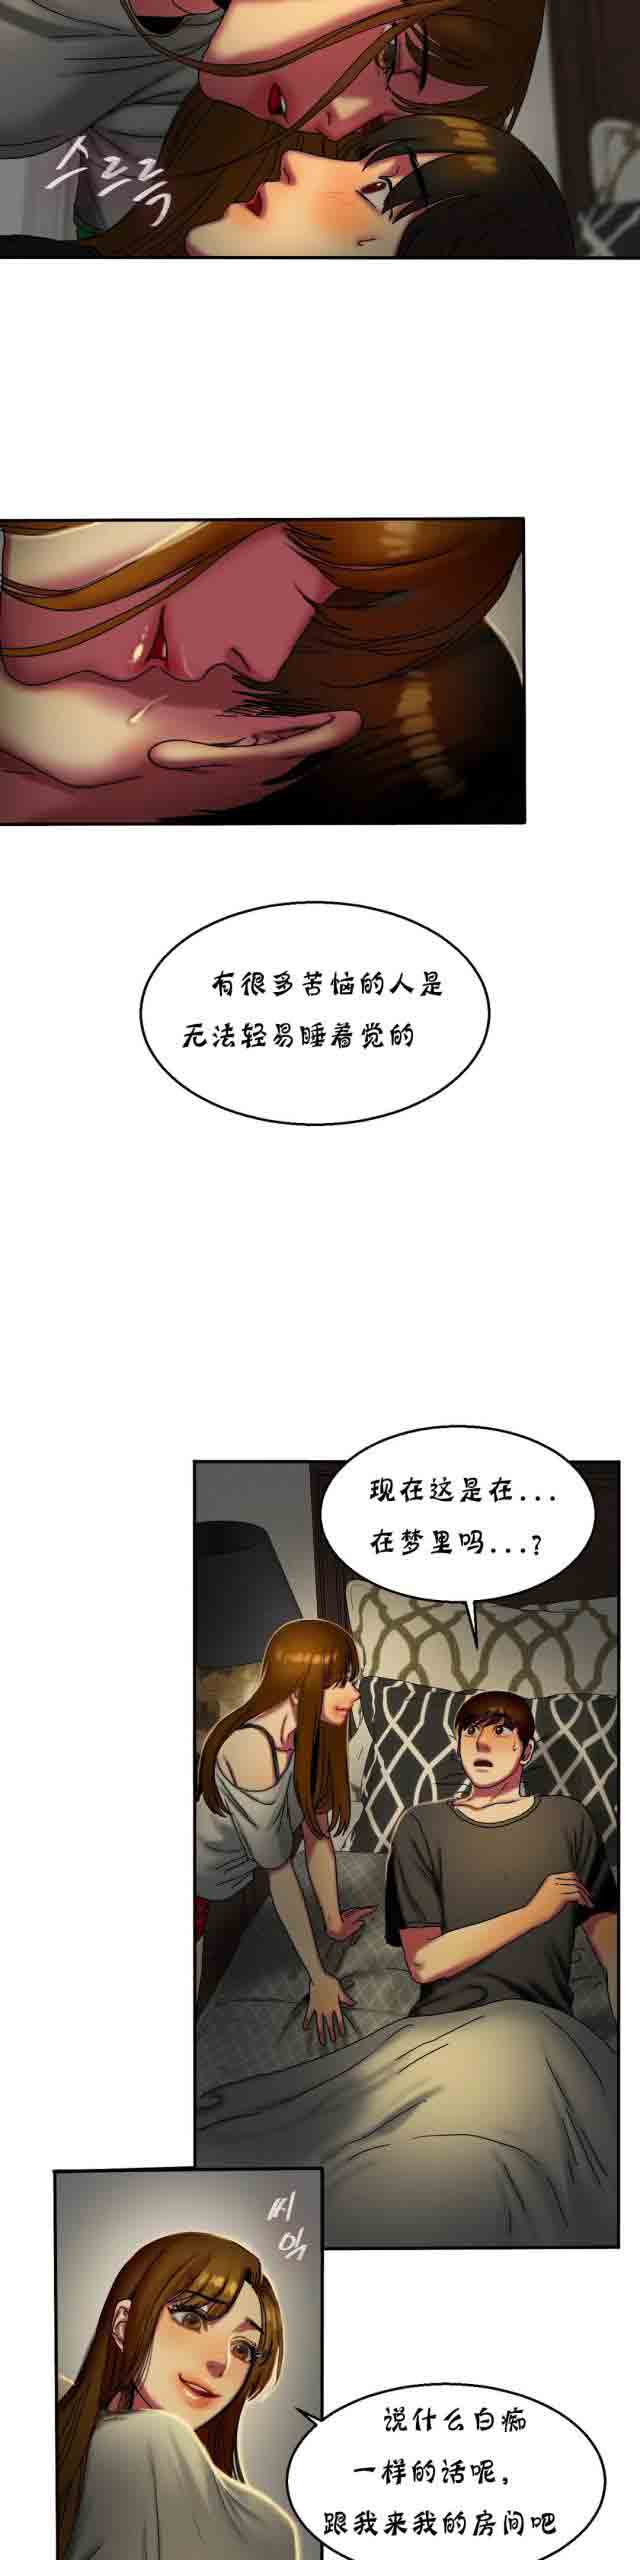 스르륵
有很多苦恼的人是
无法轻易睡着觉的
现在这是在...
在梦里吗...?
씨
익
说什么白痴
一样的话呢,
跟我来我的房间吧